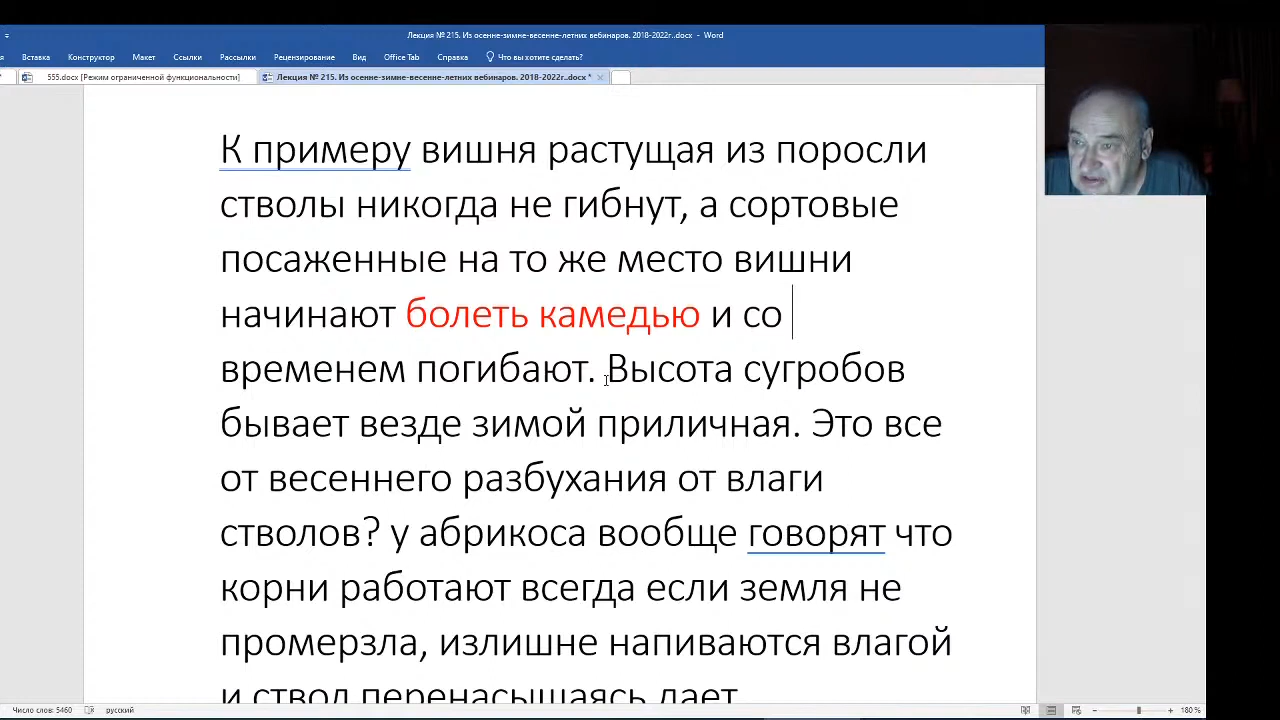 Лекция № 215. Из осенне-зимне-весенне-летних вебинаров. 2018-2022г..docx - Word
Вставка Конструктор Макет Ссылки Рассылки Рецензирование Вид Office Tab Справка Что вы хотите сделать?
555.docx [Режим ограниченной функциональности] Лекция № 215. Из осенне-зимне-весенне-летних вебинаров. 2018-2022г..docx *
К примеру вишня растущая из поросли
стволы никогда не гибнут, а сортовые
посаженные на то же место вишни
начинают болеть камедью и со
временем погибают. Высота сугробов
бывает везде зимой приличная. Это все
от весеннего разбухания от влаги
стволов? у абрикоса вообще говорят что
корни работают всегда если земля не
промерзла, излишне напиваются влагой
и ствол перенасыщаясь дает
Число слов: 5460 русский 180 %